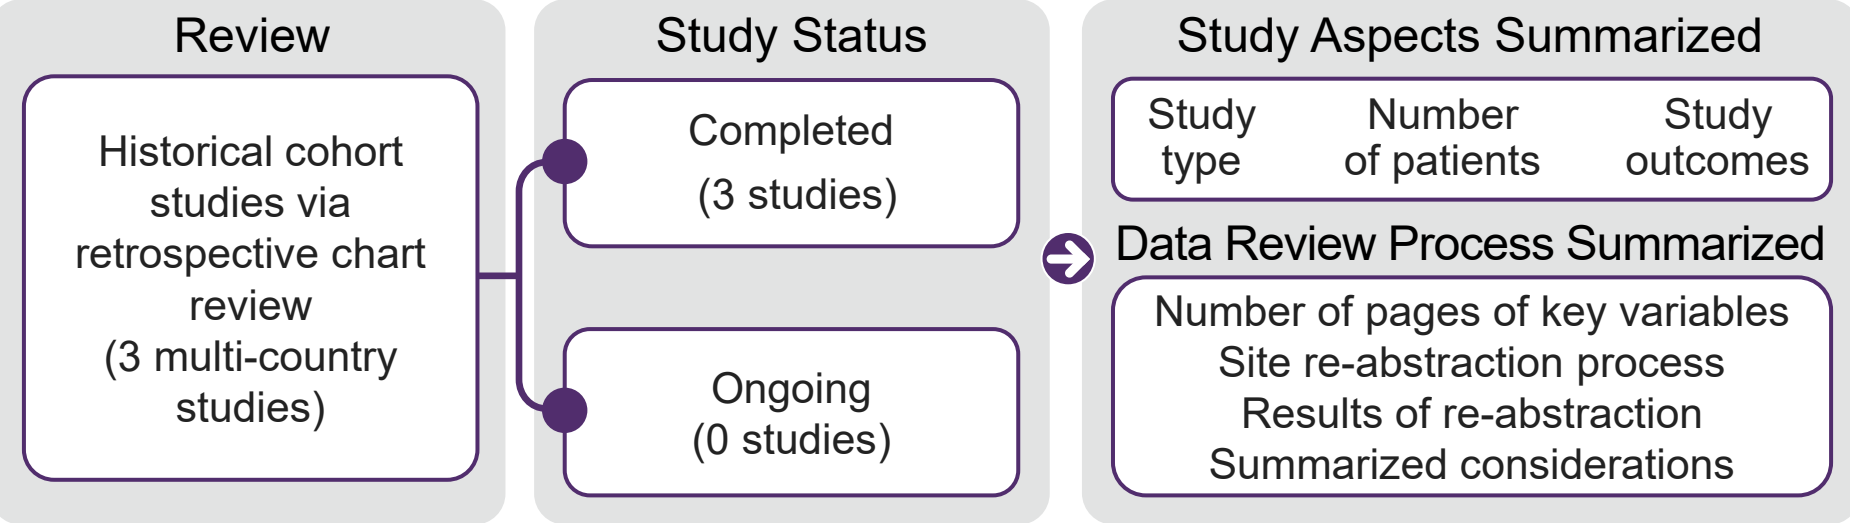 Review
Historical cohort
studies via
retrospective chart
review
(3 multi-country
studies)
Study Status
Completed
(3 studies)
Ongoing
(0 studies)
Study Aspects Summarized
Study type
Number of patients
Study outcomes
Data Review Process Summarized
Number of pages of key variables
Site re-abstraction process
Results of re-abstraction
Summarized considerations